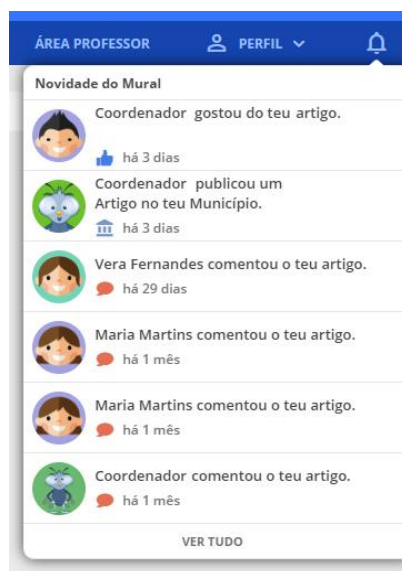 ÁREA PROFESSOR PERFIL
Novidade do Mural
Coordenador gostou do teu artigo.
há 3 dias
Coordenador publicou um
Artigo no teu Município.
há 3 dias
Vera Fernandes comentou o teu artigo.
há 29 dias
Maria Martins comentou o teu artigo.
há 1 mês
Maria Martins comentou o teu artigo.
há 1 mês
Coordenador comentou o teu artigo.
há 1 mês
VER TUDO